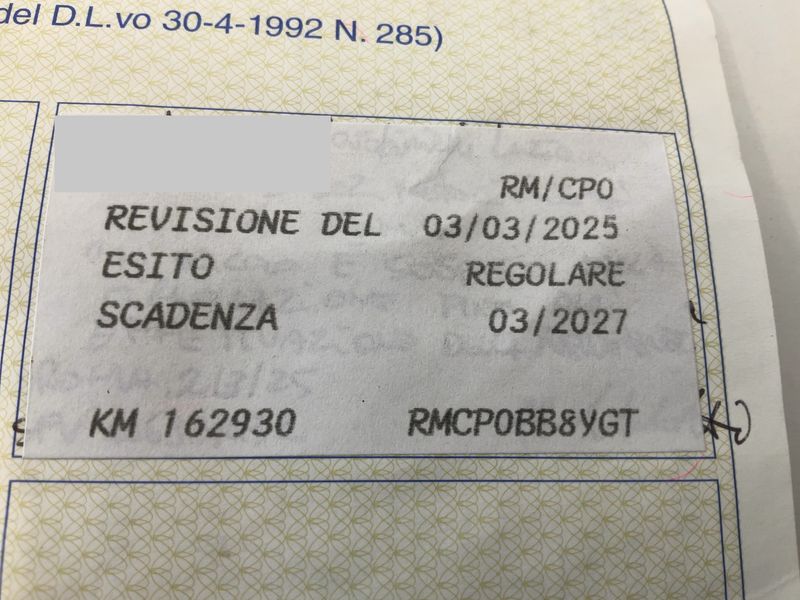 del D.L.vo 30-4-1992 N. 285)
RM/CPO
REVISIONE DEL 03/03/2025
ESITO REGOLARE
SCADENZA 03/2027
KM 162930 RMCP0BB8YGT